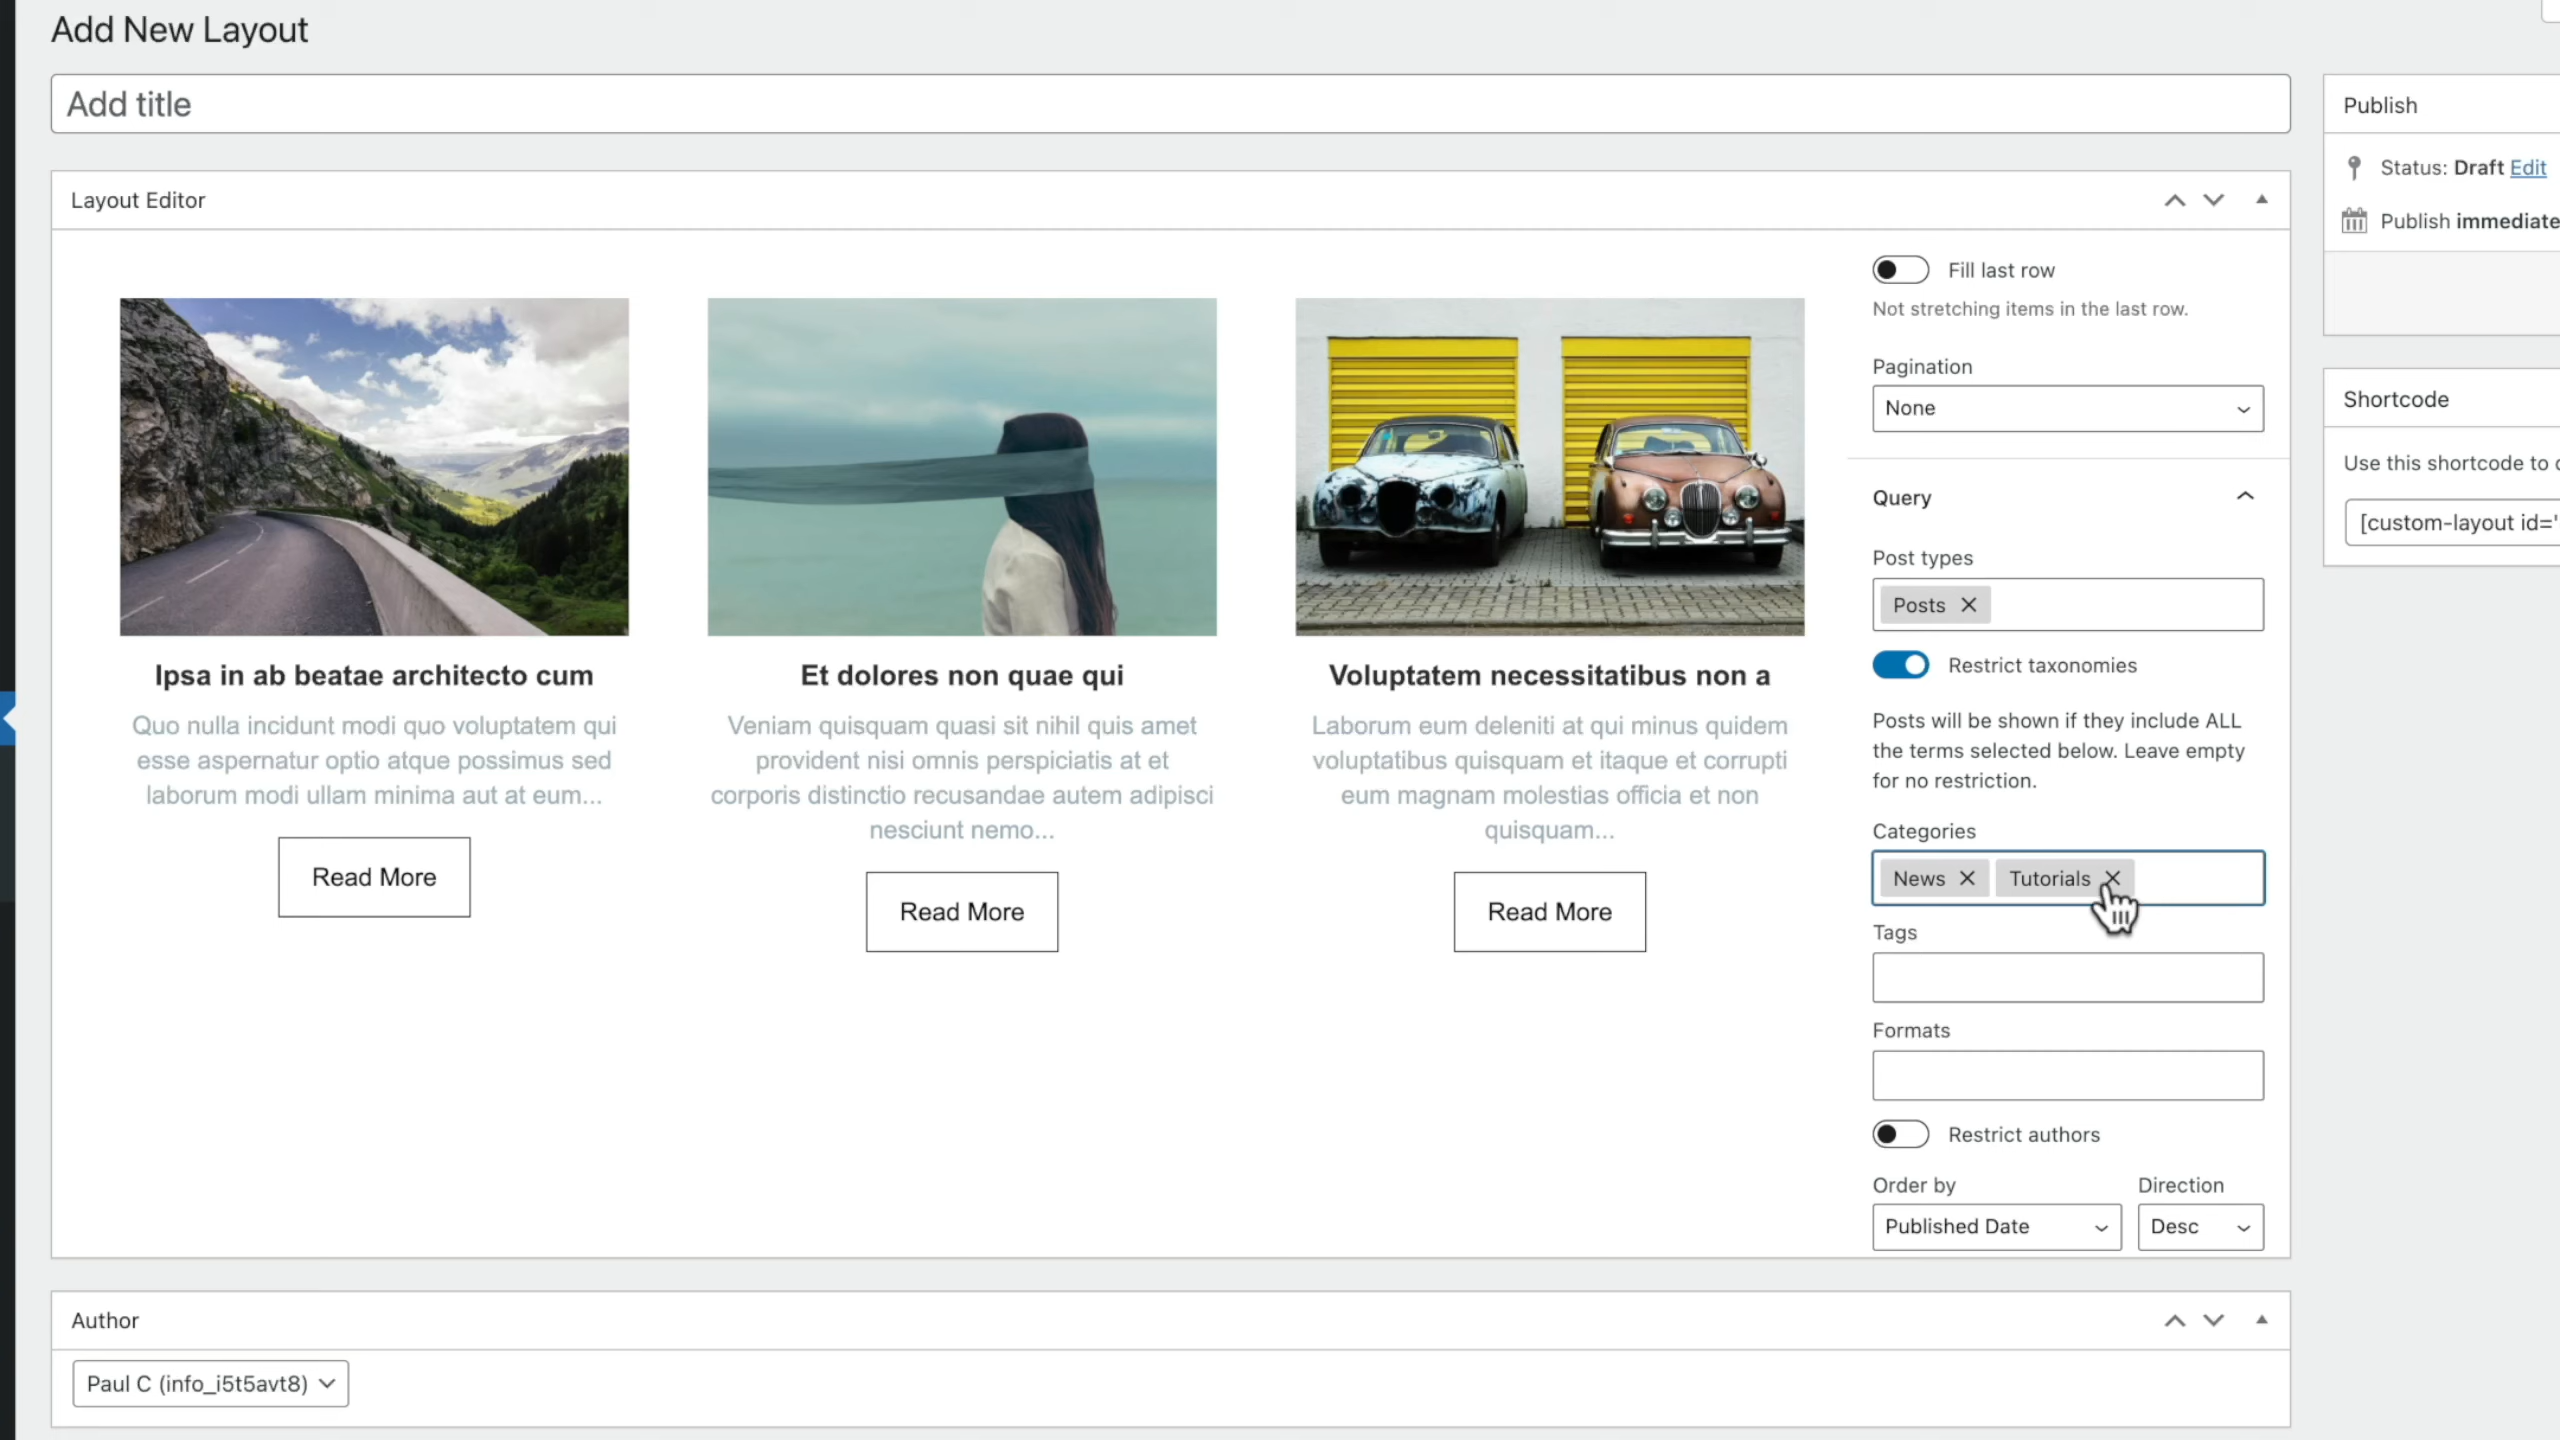 Add New Layout
Add title
Layout Editor
Ipsa in ab beatae architecto cum
Quo nulla incidunt modi quo voluptatem qui
esse aspernatur optio atque possimus sed
laborum modi ullam minima aut at eum...
Read More
Et dolores non quae qui
Veniam quisquam quasi sit nihil quis amet
provident nisi omnis perspiciatis at et
corporis distinctio recusandae autem adipisci
nesciunt nemo...
Read More
Voluptatem necessitatibus non a
Laborum eum deleniti at qui minus quidem
voluptatibus quisquam et itaque et corrupti
eum magnam molestias officia et non
quisquam...
Read More
Fill last row
Not stretching items in the last row.
Pagination
None
Query
Post types
Posts
Restrict taxonomies
Posts will be shown if they include ALL
the terms selected below. Leave empty
for no restriction.
Categories
News Tutorials
Tags
Formats
Restrict authors
Order by Direction
Published Date Desc
Author
Paul C (info_i5t5avt8)
Publish
Status: Draft Edit
Publish immediate
Shortcode
Use this shortcode to
[custom-layout id='